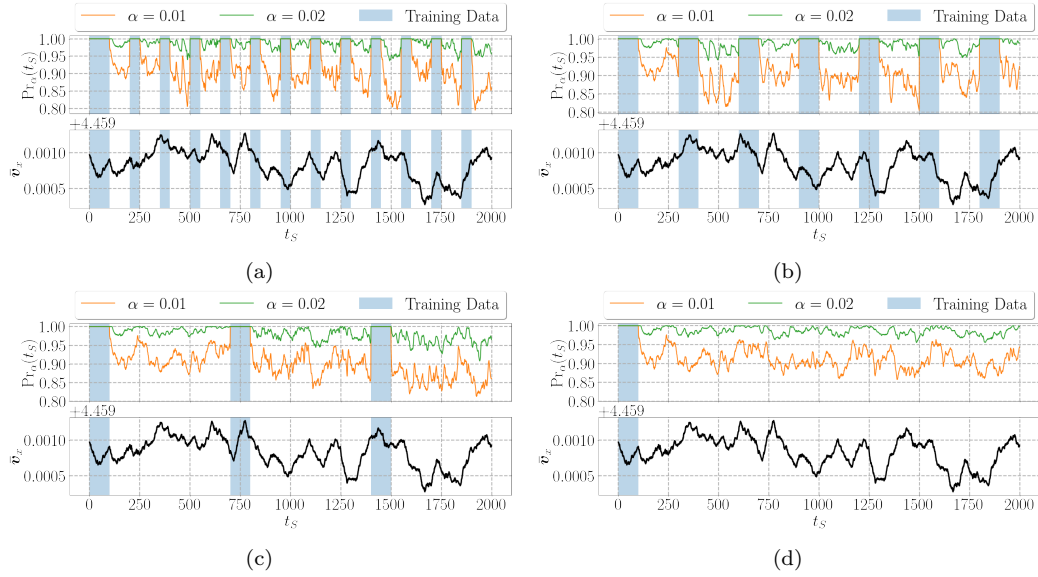 α = 0.01 α = 0.02 Training Data
1.00
0.95
0.90
0.85
0.80
Pr_α(t_S)
+4.459
0.0010
0.0005
v̄_x
0 250 500 750 1000 1250 1500 1750 2000
t_S
(a)
α = 0.01 α = 0.02 Training Data
1.00
0.95
0.90
0.85
0.80
Pr_α(t_S)
+4.459
0.0010
0.0005
v̄_x
0 250 500 750 1000 1250 1500 1750 2000
t_S
(b)
α = 0.01 α = 0.02 Training Data
1.00
0.95
0.90
0.85
0.80
Pr_α(t_S)
+4.459
0.0010
0.0005
v̄_x
0 250 500 750 1000 1250 1500 1750 2000
t_S
(c)
α = 0.01 α = 0.02 Training Data
1.00
0.95
0.90
0.85
0.80
Pr_α(t_S)
+4.459
0.0010
0.0005
v̄_x
0 250 500 750 1000 1250 1500 1750 2000
t_S
(d)